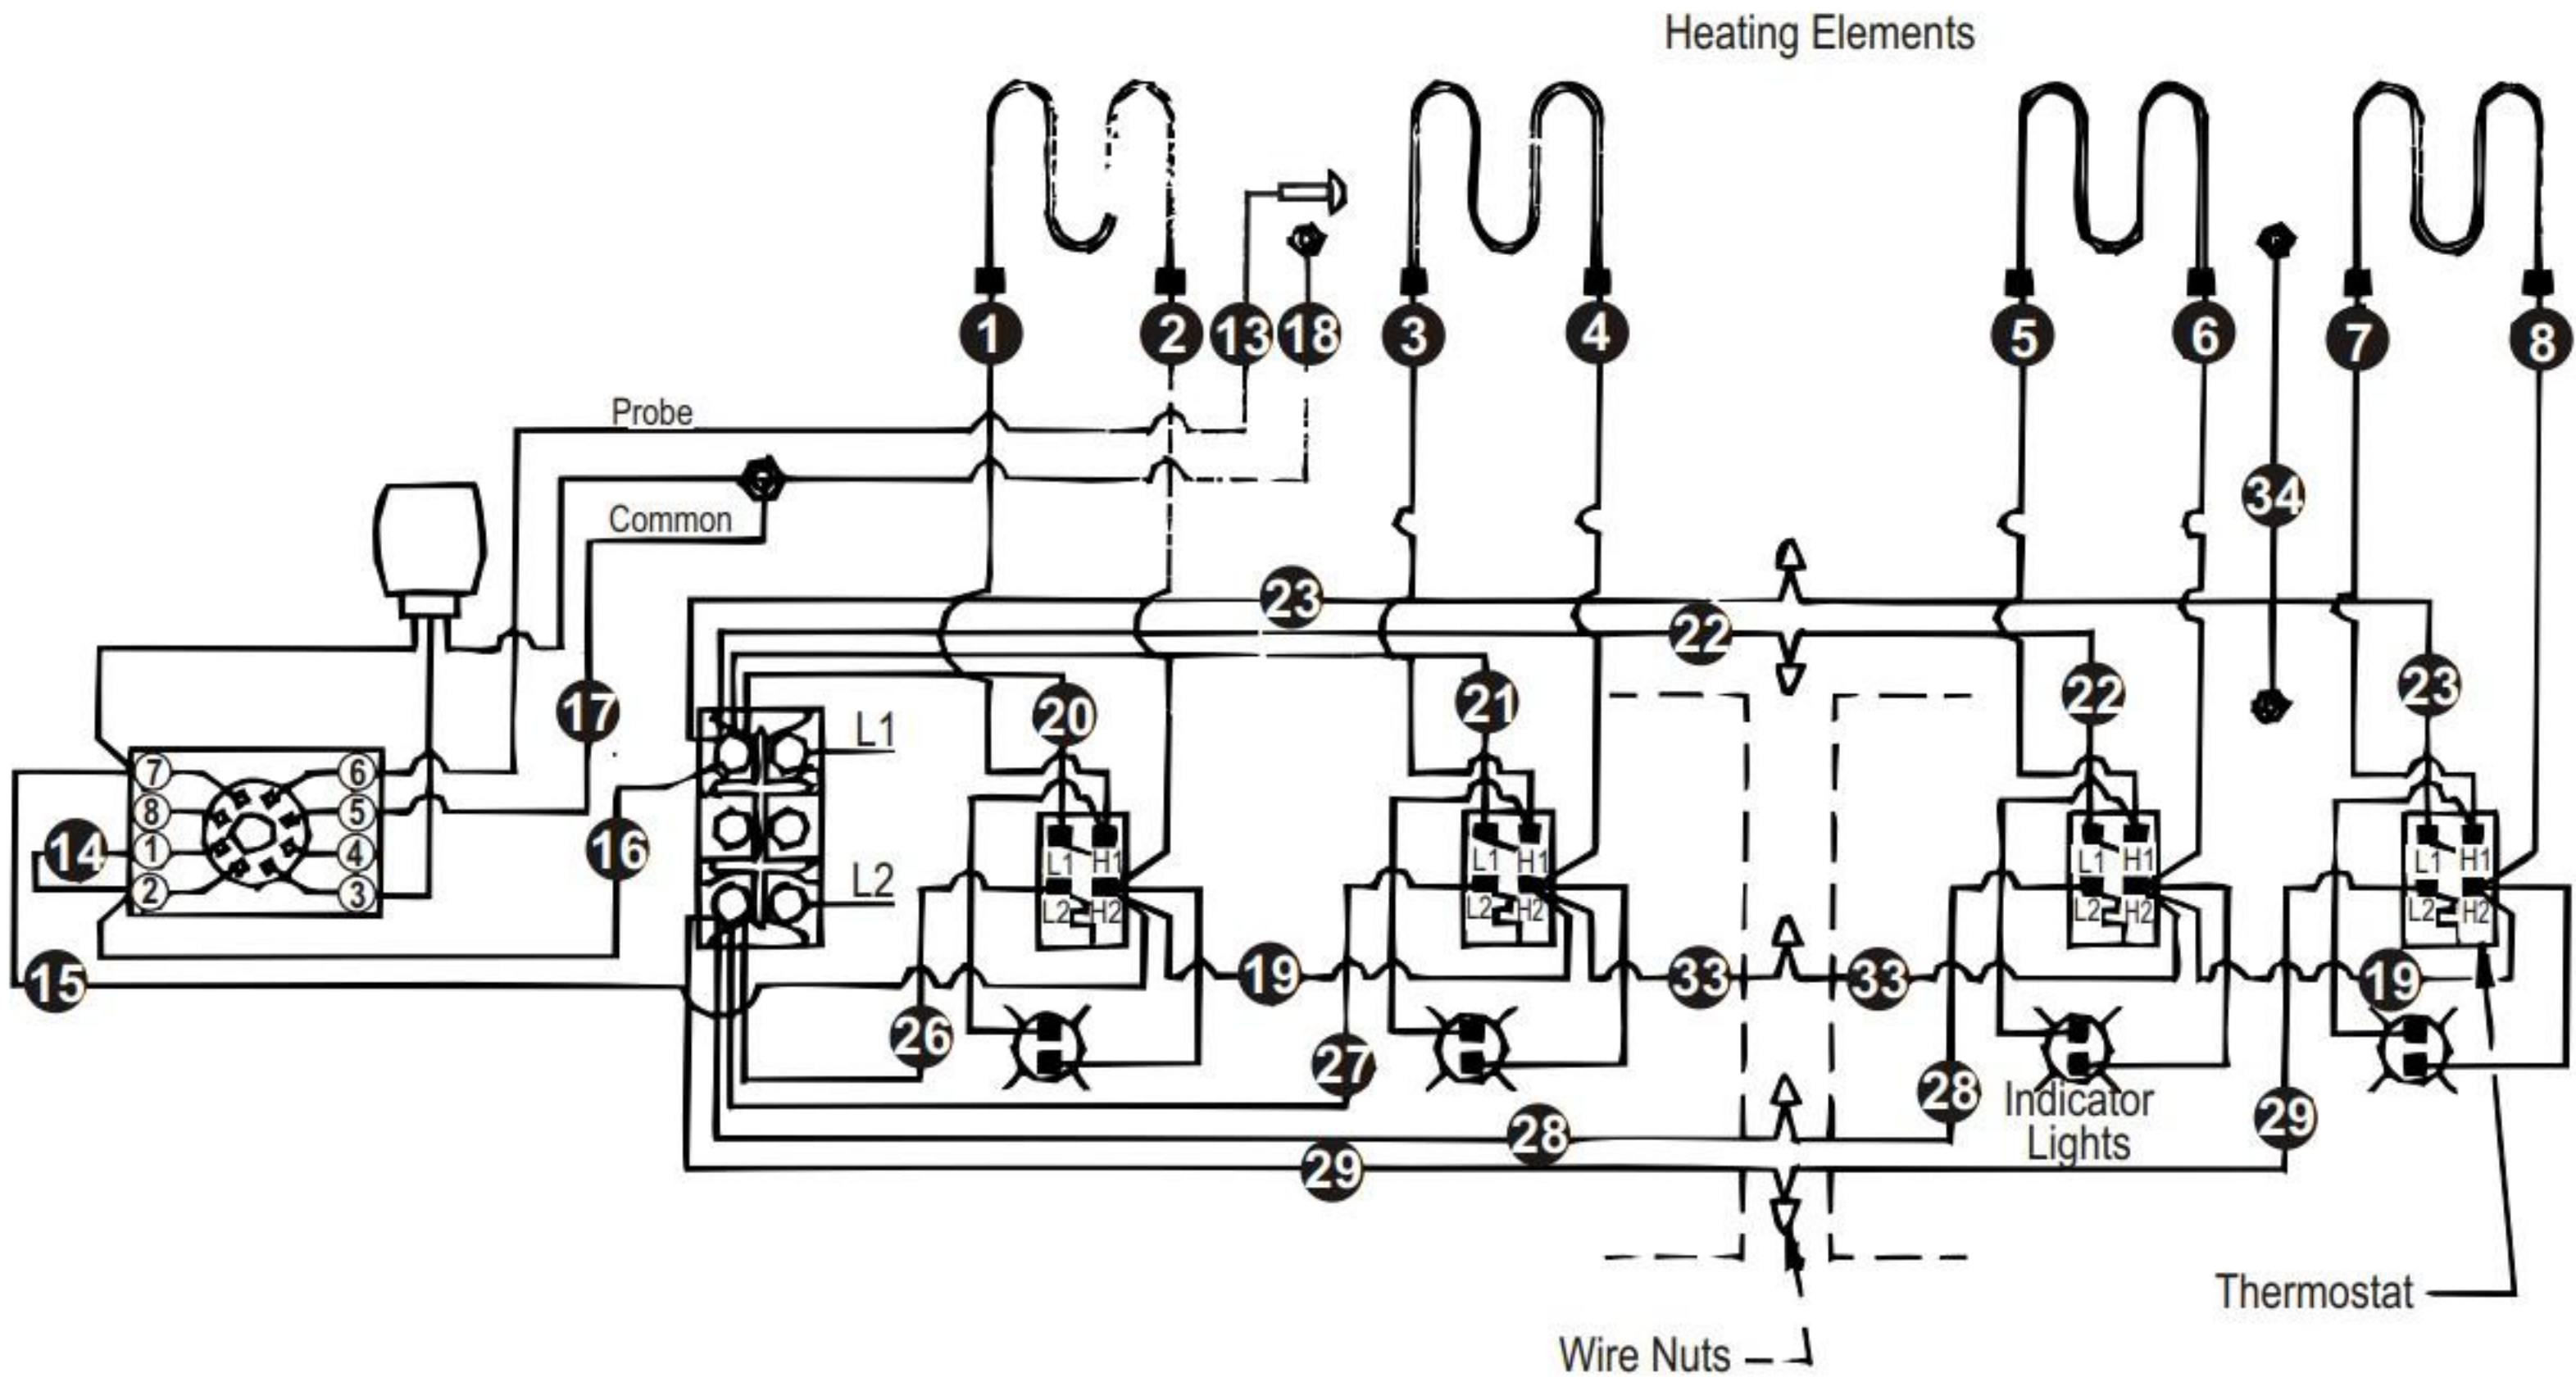 Heating Elements
1 2 13 18 3 4 5 6 7 8
Probe
34
Common
23
22
17 20 21 22 23
L1
7 6
8 5
14 1 4 16
2 3
L2
L1 H1 L1 H1 L1 H1 L1 H1
L2 H2 L2 H2 L2 H2 L2 H2
15 19 33 33 19
26 27 28 29
28
29
Indicator
Lights
Thermostat
Wire Nuts